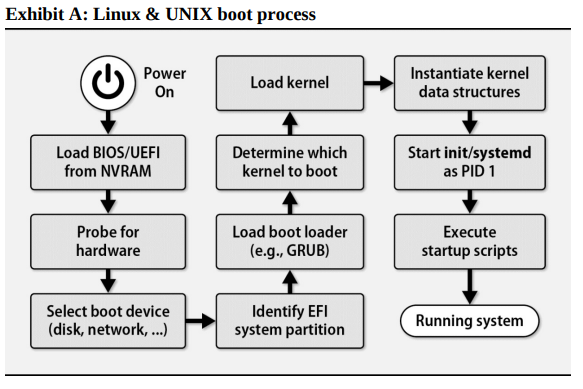 Exhibit A: Linux & UNIX boot process
Power
On
Load BIOS/UEFI
from NVRAM
Probe for
hardware
Select boot device
(disk, network, ...)
Identify EFI
system partition
Load boot loader
(e.g., GRUB)
Determine which
kernel to boot
Load kernel
Instantiate kernel
data structures
Start init/systemd
as PID 1
Execute
startup scripts
Running system